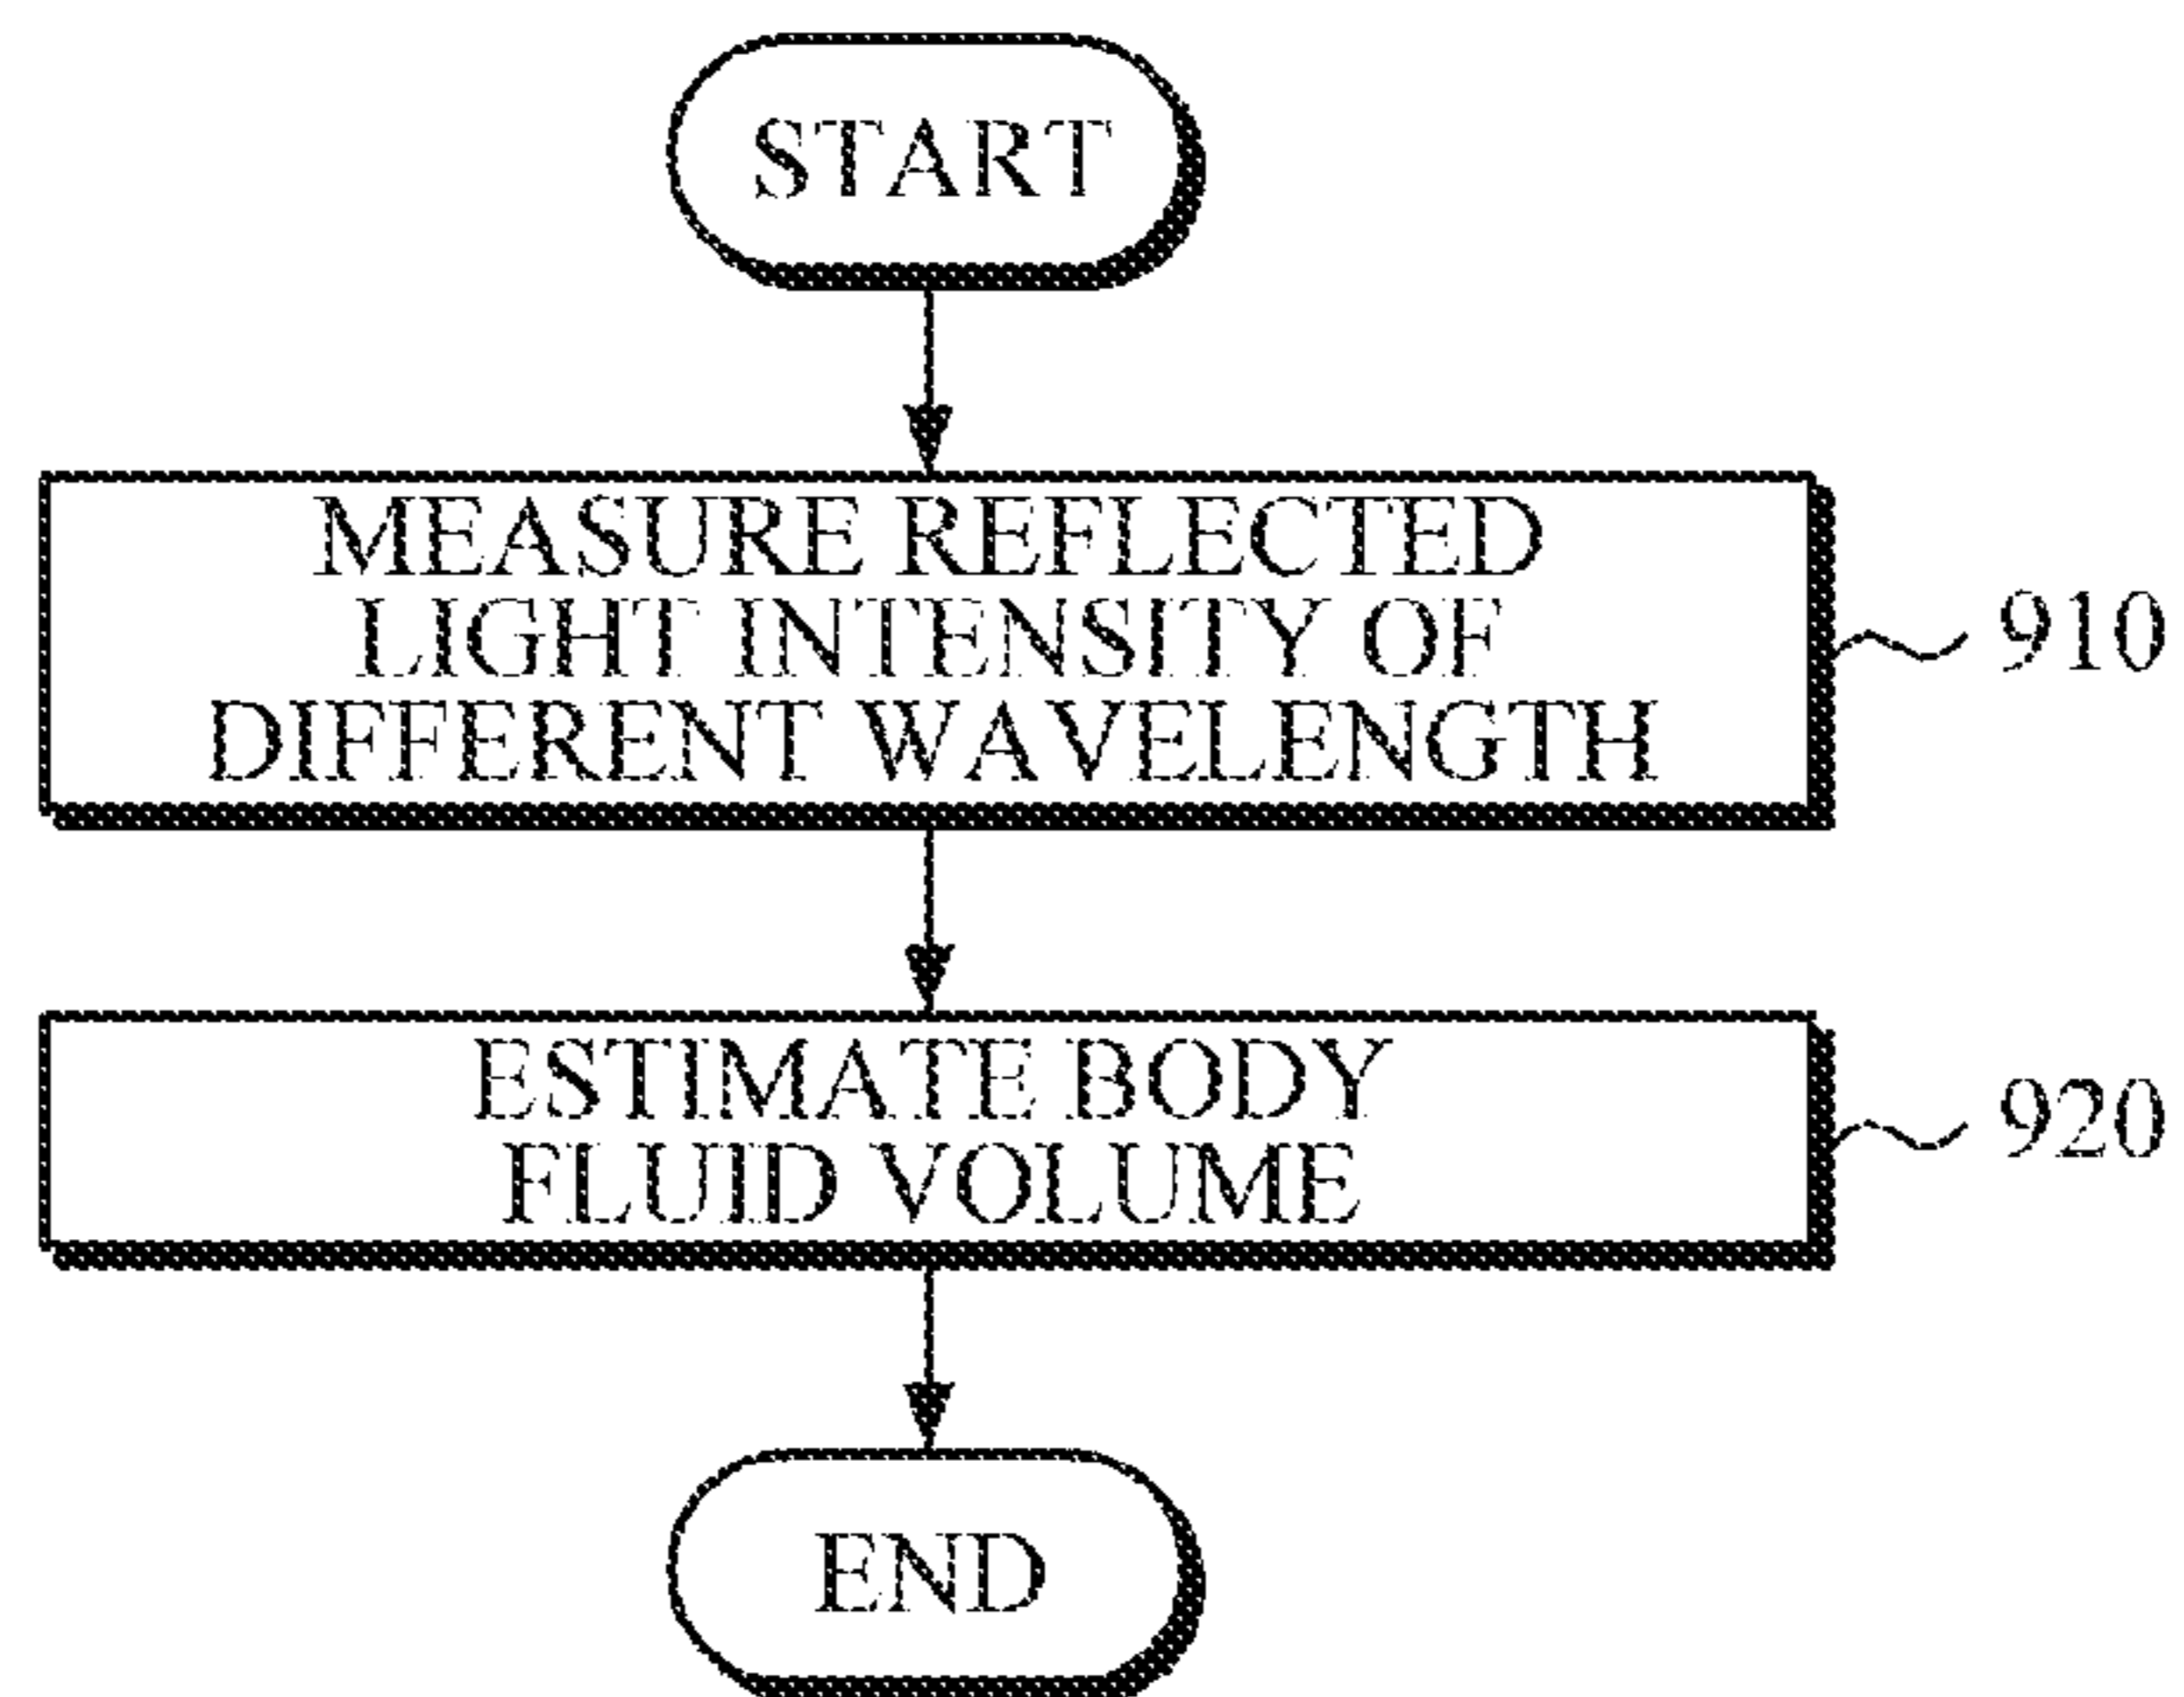 START
MEASURE REFLECTED
LIGHT INTENSITY OF
DIFFERENT WAVELENGTH
910
ESTIMATE BODY
FLUID VOLUME
920
END